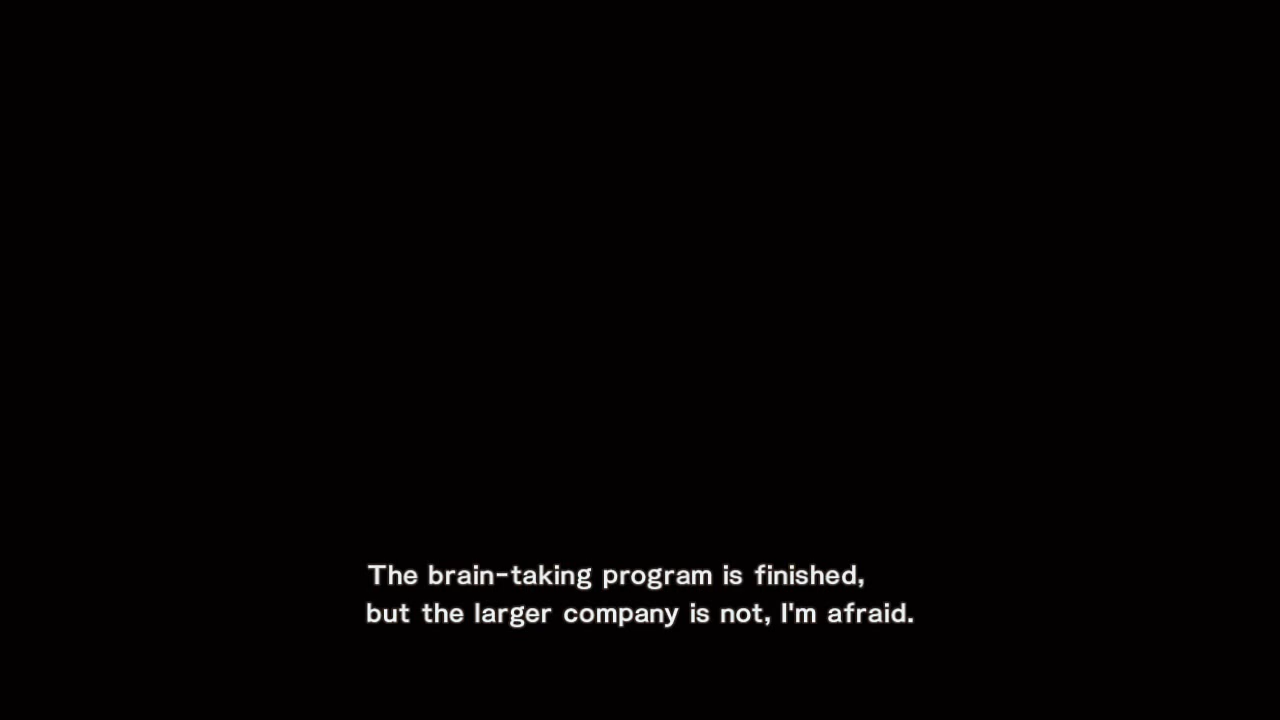 The brain-taking program is finished,
but the larger company is not, I'm afraid.